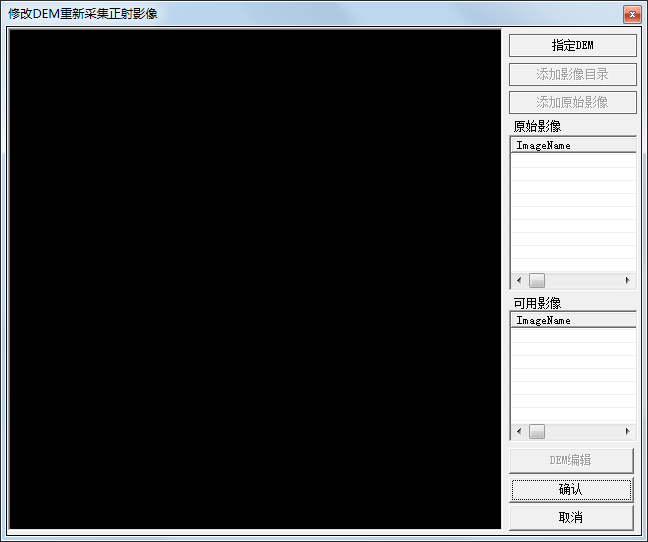 修改DEM重新采集正射影像
指定DEM
添加影像目录
添加原始影像
原始影像
ImageName
可用影像
ImageName
DEM编辑
确认
取消